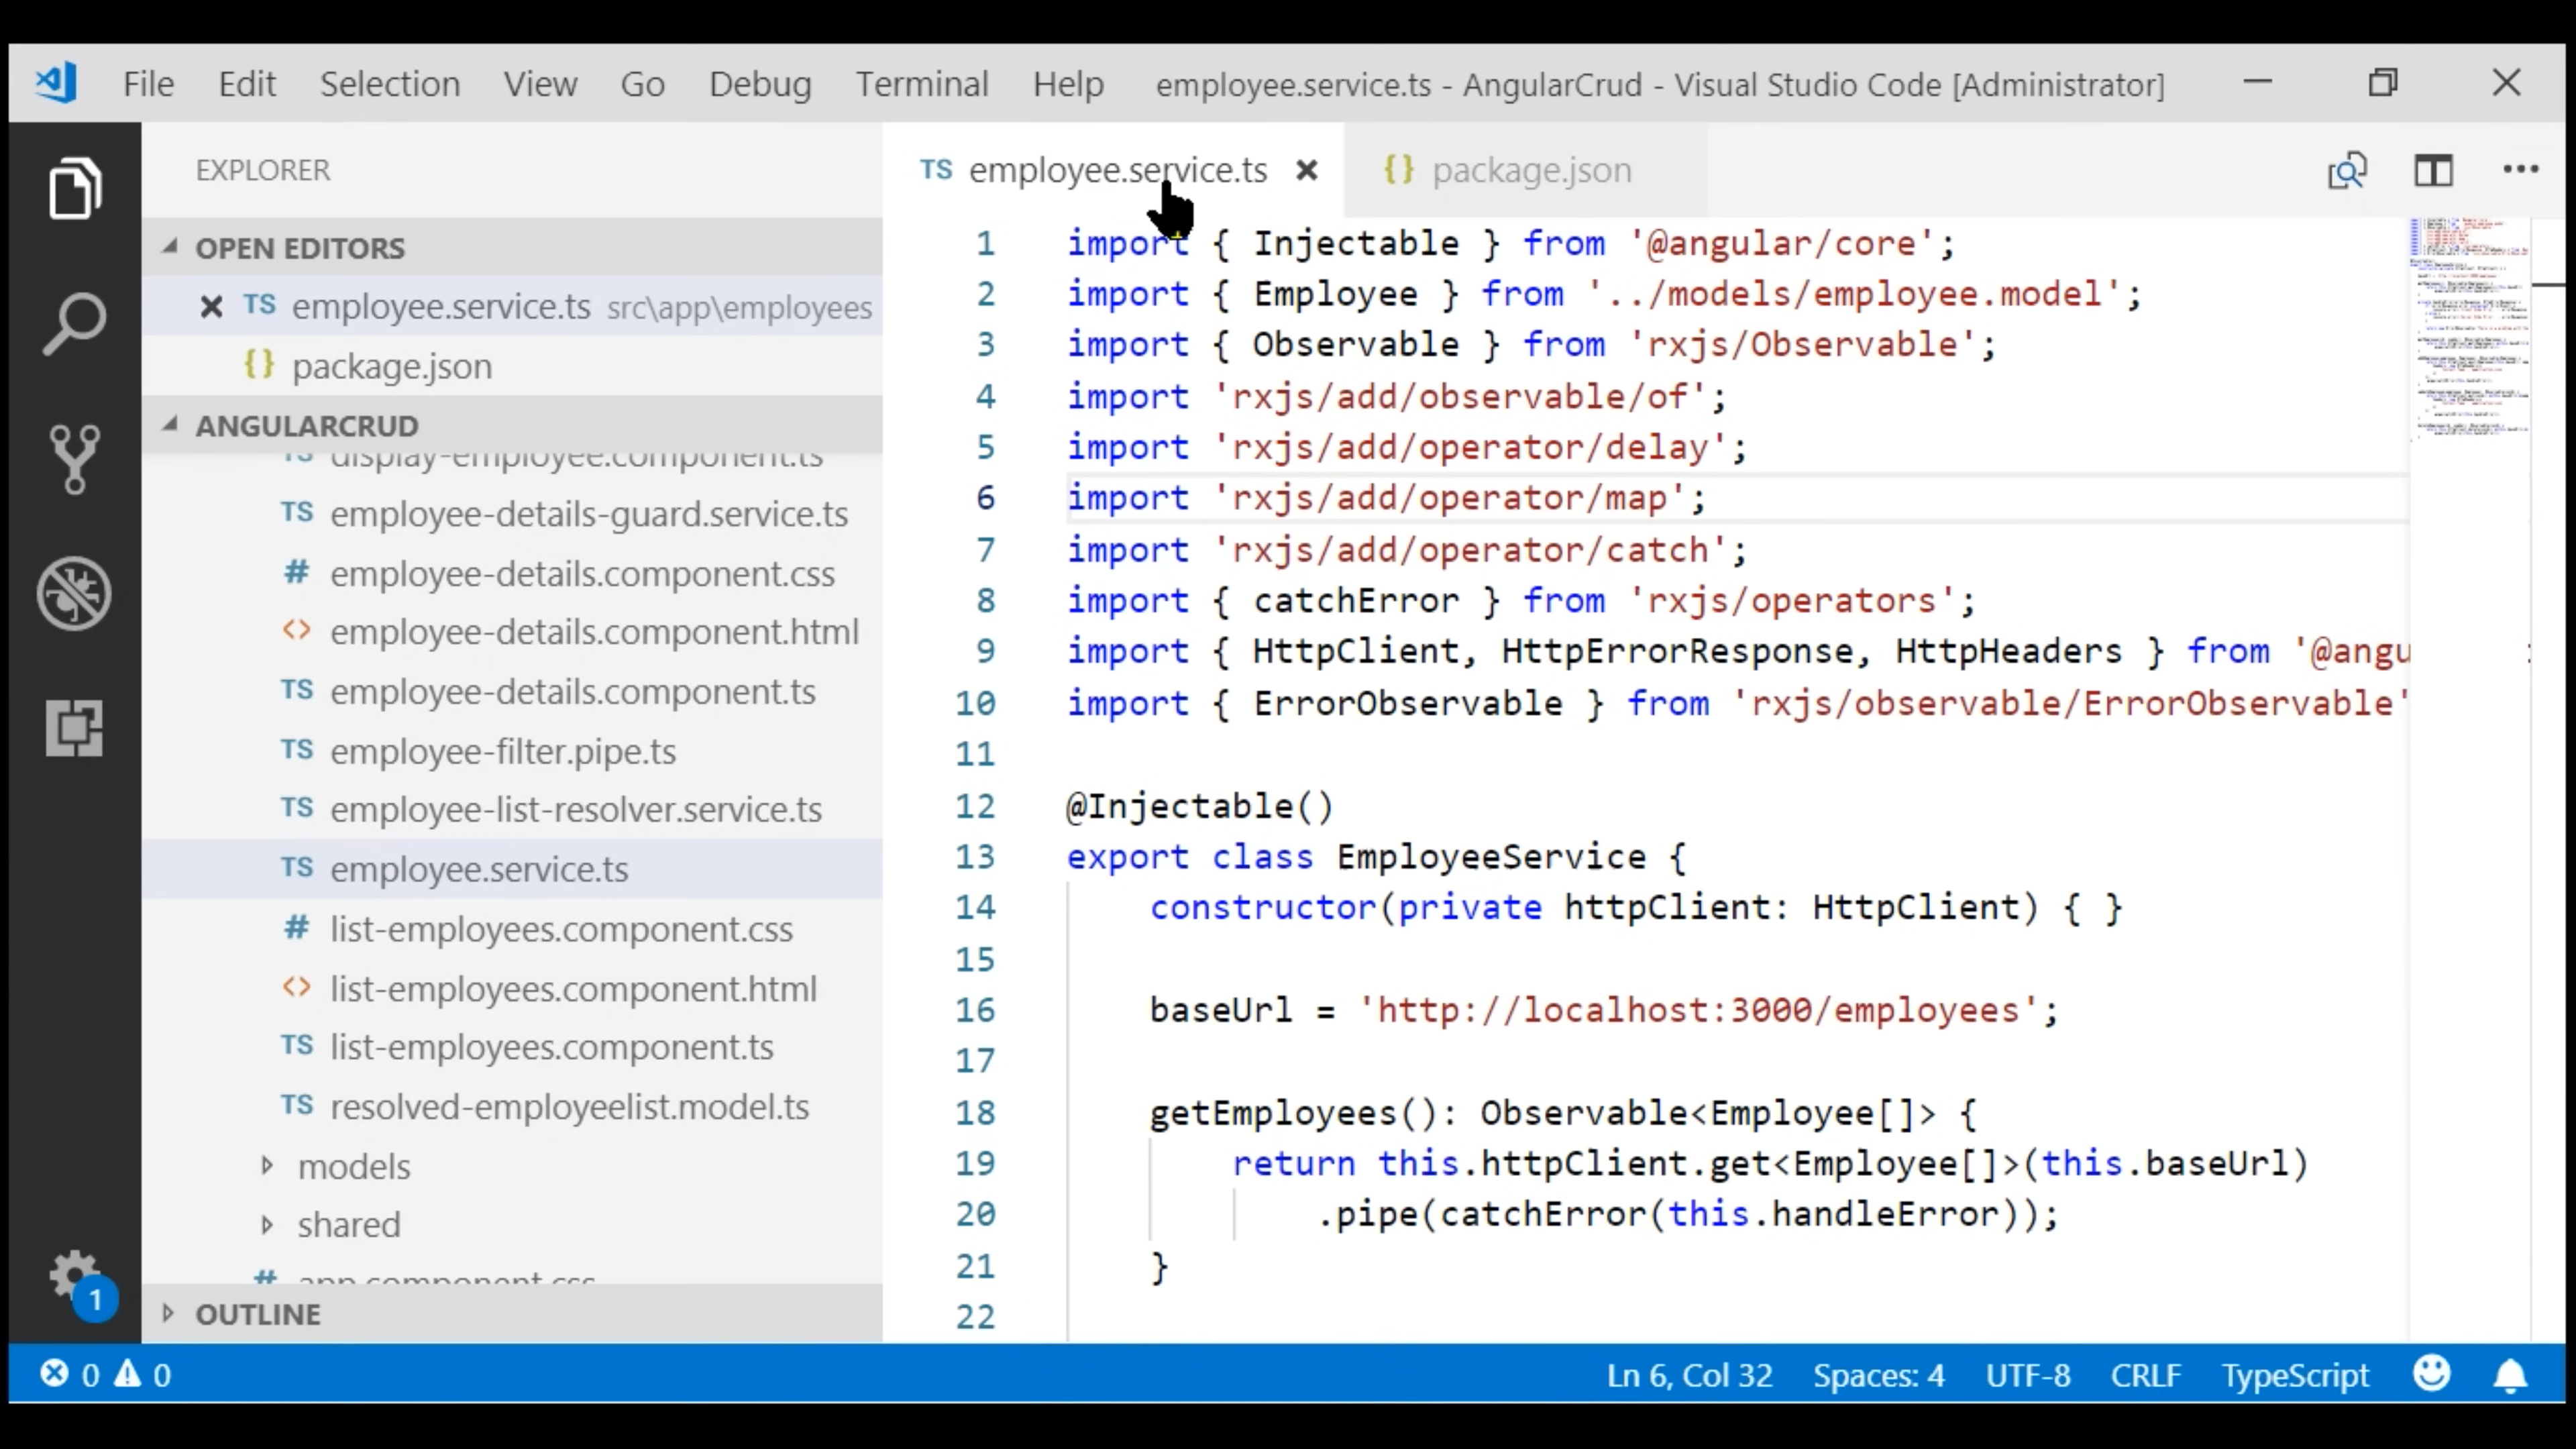 File Edit Selection View Go Debug Terminal Help employee.service.ts - AngularCrud - Visual Studio Code [Administrator]
EXPLORER
OPEN EDITORS
TS employee.service.ts src\app\employees
{} package.json
ANGULARCRUD
TS display-employee.component.ts
TS employee-details-guard.service.ts
# employee-details.component.css
<> employee-details.component.html
TS employee-details.component.ts
TS employee-filter.pipe.ts
TS employee-list-resolver.service.ts
TS employee.service.ts
# list-employees.component.css
<> list-employees.component.html
TS list-employees.component.ts
TS resolved-employeelist.model.ts
models
shared
# app.component.css
OUTLINE
1
TS employee.service.ts {} package.json
1 import { Injectable } from '@angular/core';
2 import { Employee } from '../models/employee.model';
3 import { Observable } from 'rxjs/Observable';
4 import 'rxjs/add/observable/of';
5 import 'rxjs/add/operator/delay';
6 import 'rxjs/add/operator/map';
7 import 'rxjs/add/operator/catch';
8 import { catchError } from 'rxjs/operators';
9 import { HttpClient, HttpErrorResponse, HttpHeaders } from '@angu
10 import { ErrorObservable } from 'rxjs/observable/ErrorObservable'
11
12 @Injectable()
13 export class EmployeeService {
14 constructor(private httpClient: HttpClient) { }
15
16 baseUrl = 'http://localhost:3000/employees';
17
18 getEmployees(): Observable<Employee[]> {
19 return this.httpClient.get<Employee[]>(this.baseUrl)
20 .pipe(catchError(this.handleError));
21 }
22
0 0 Ln 6, Col 32 Spaces: 4 UTF-8 CRLF TypeScript